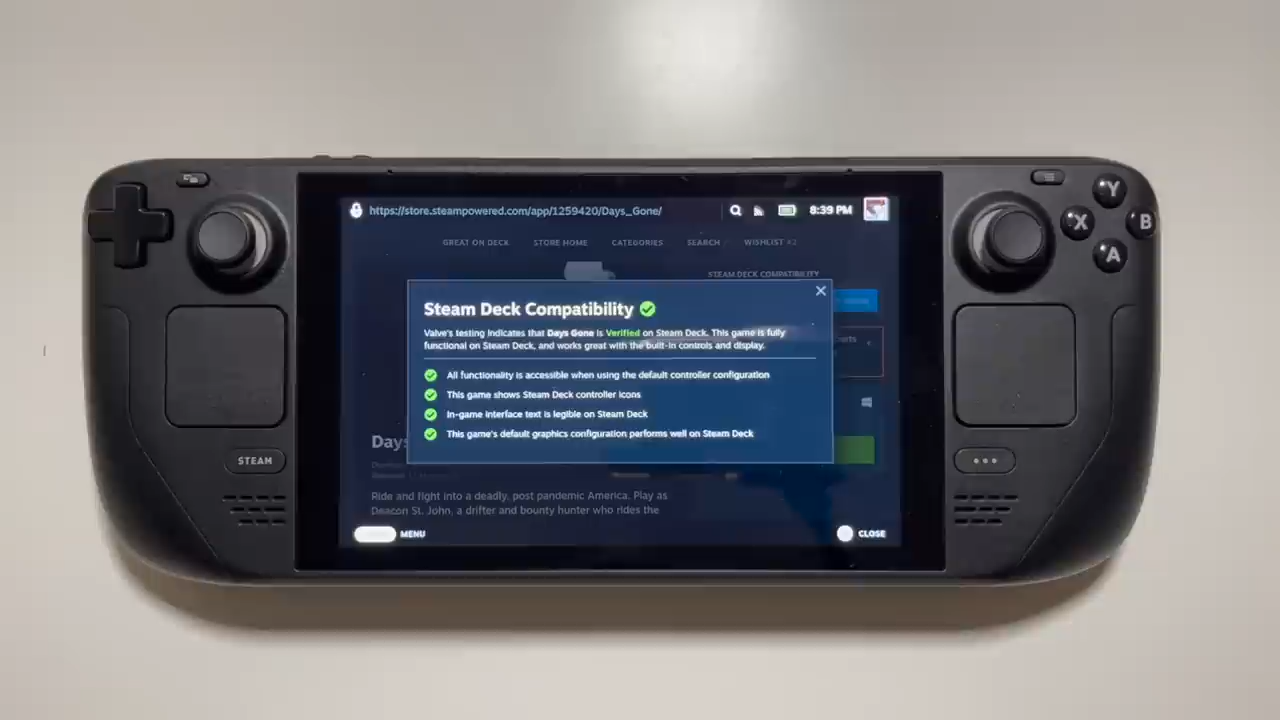 https://store.steampowered.com/app/1259420/Days_Gone/
8:39 PM
GREAT ON DECK STORE HOME CATEGORIES SEARCH WISHLIST
STEAM DECK COMPATIBILITY
Steam Deck Compatibility
Valve's testing indicates that Days Gone is Verified on Steam Deck. This game is fully
functional on Steam Deck, and works great with the built-in controls and display.
All functionality is accessible when using the default controller configuration
This game shows Steam Deck controller icons
In-game interface text is legible on Steam Deck
This game's default graphics configuration performs well on Steam Deck
Days
Ride and fight into a deadly, post pandemic America. Play as
Deacon St. John, a drifter and bounty hunter who rides the
MENU
CLOSE
STEAM
Y
X
B
A